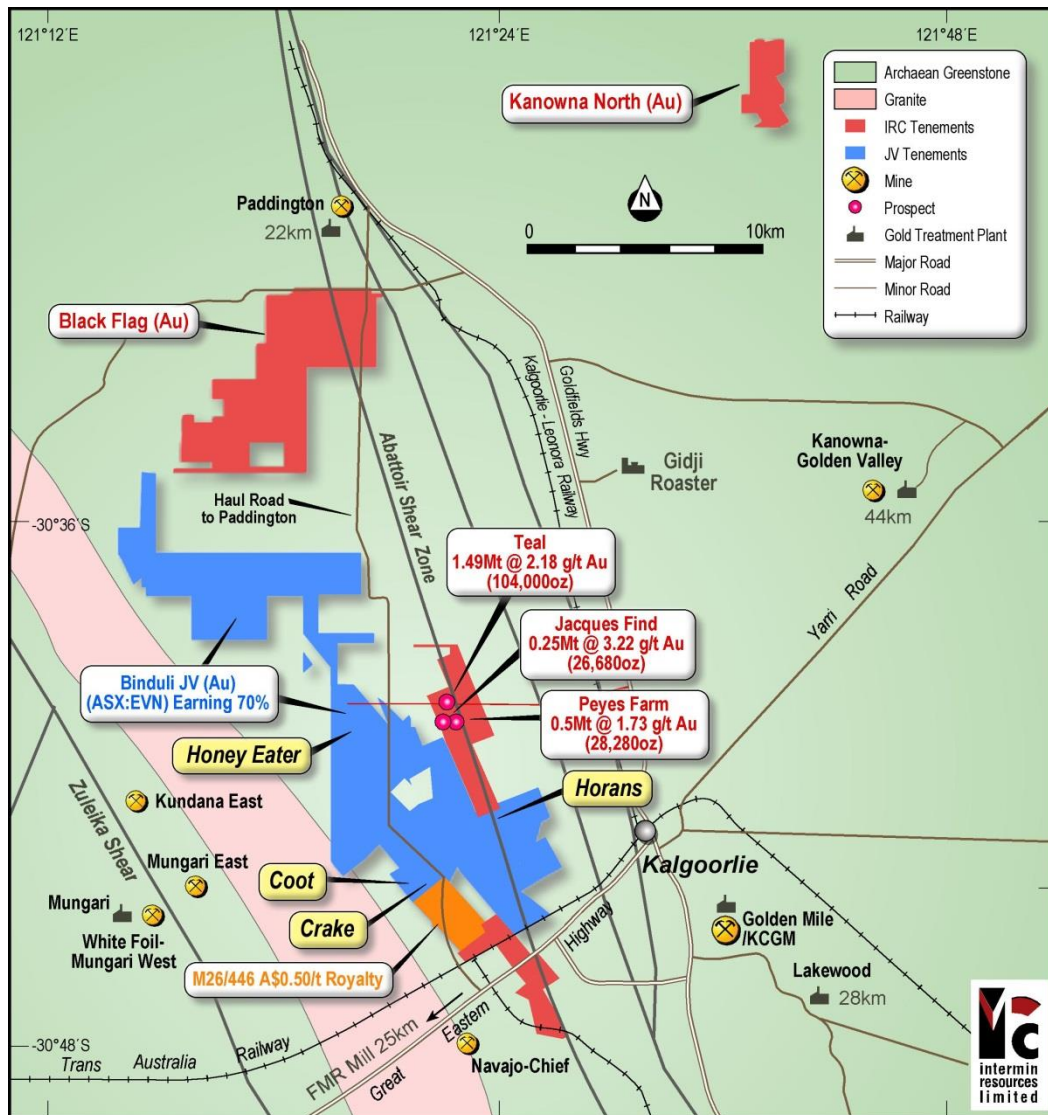 121°12´E
121°24´E
121°48´E
Archaean Greenstone
Granite
IRC Tenements
JV Tenements
Mine
Prospect
Gold Treatment Plant
Major Road
Minor Road
Railway
Kanowna North (Au)
N
0
10km
Paddington
22km
Black Flag (Au)
Kalgoorlie - Leonora Railway
Goldfields Hwy
Abattoir Shear Zone
Kanowna-
Golden Valley
44km
Gidji
Roaster
Haul Road
to Paddington
-30°36´S
Teal
1.49Mt @ 2.18 g/t Au
(104,000oz)
Yarri Road
Jacques Find
0.25Mt @ 3.22 g/t Au
(26,680oz)
Binduli JV (Au)
(ASX:EVN) Earning 70%
Peyes Farm
0.5Mt @ 1.73 g/t Au
(28,280oz)
Honey Eater
Horans
Zuleika Shear
Kundana East
Kalgoorlie
Mungari East
Coot
Mungari
White Foil-
Mungari West
Crake
Golden Mile
/KCGM
M26/446 A$0.50/t Royalty
Lakewood
28km
-30°48´S
Trans Australia Railway
FMR Mill 25km
Great Eastern Highway
Navajo-Chief
intermin
resources
limited